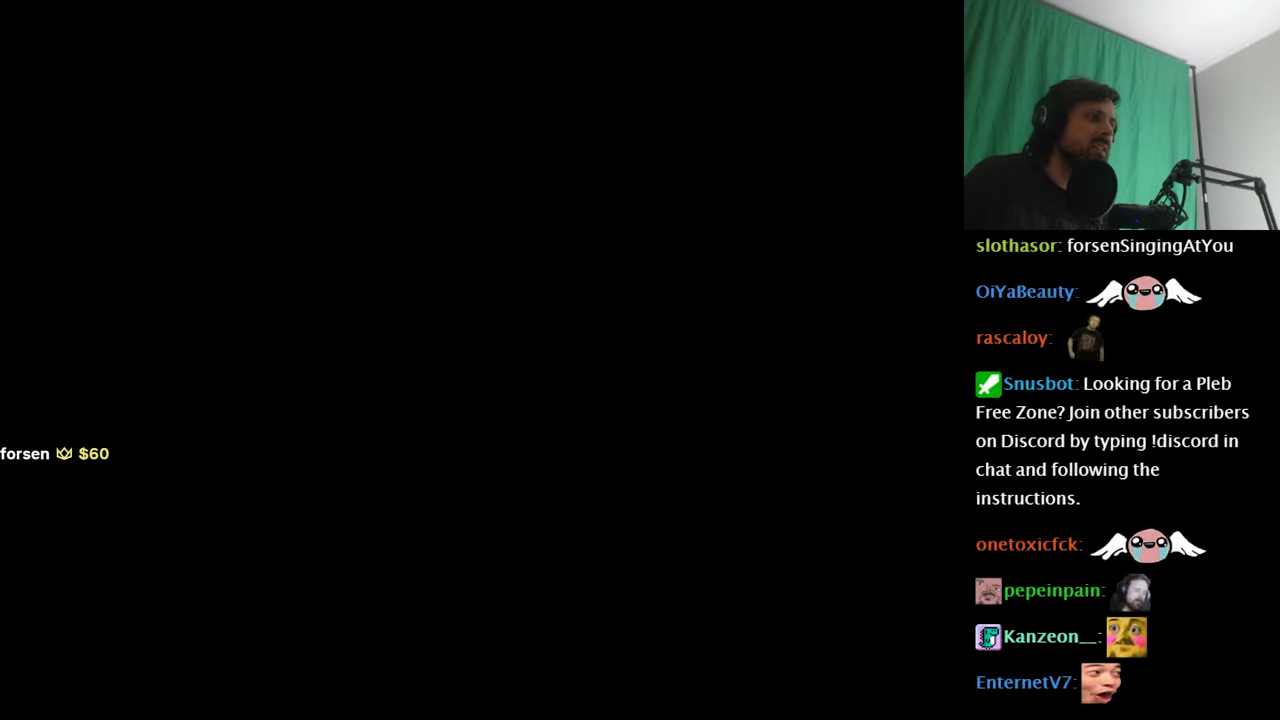 slothasor: forsenSingingAtYou
OiYaBeauty:
rascaloy:
Snusbot: Looking for a Pleb
Free Zone? Join other subscribers
on Discord by typing !discord in
chat and following the
instructions.
forsen $60
onetoxicfck:
pepeinpain:
Kanzeon__:
EnternetV7: